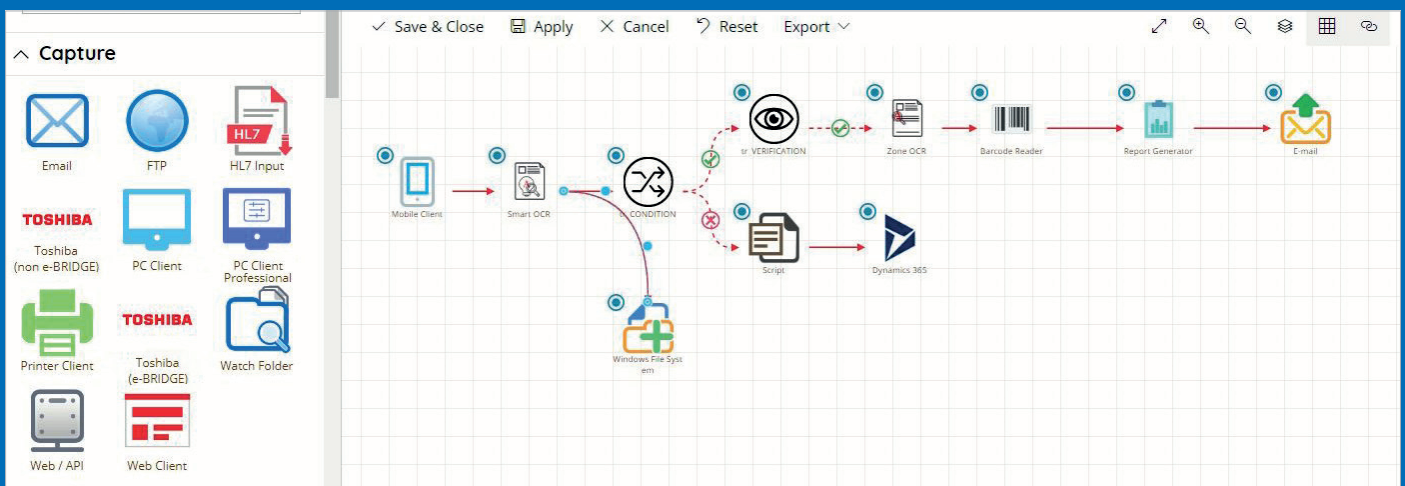 Save & Close
Apply
Cancel
Reset
Export
Capture
Email
FTP
HL7
HL7 Input
TOSHIBA
Toshiba
(non e-BRIDGE)
PC Client
PC Client
Professional
Printer Client
TOSHIBA
Toshiba
(e-BRIDGE)
Watch Folder
Web / API
Web Client
Mobile Client
Smart OCR
CONDITION
tr_VERIFICATION
Zone OCR
Barcode Reader
Report Generator
E-mail
Script
Dynamics 365
Windows File Syst
em